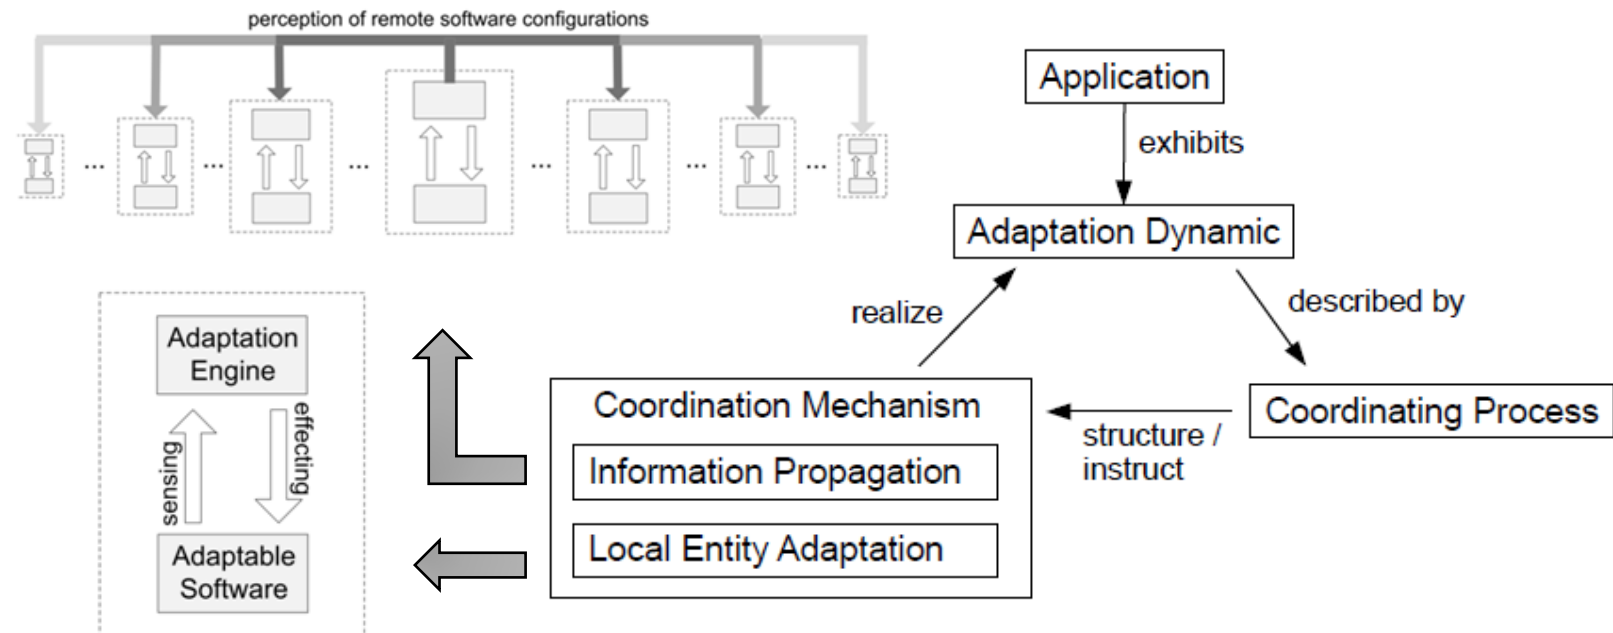 perception of remote software configurations
... ... ... ... ... ...
Application
exhibits
Adaptation Dynamic
realize
described by
Adaptation
Engine
sensing
effecting
Adaptable
Software
Coordination Mechanism
Information Propagation
Local Entity Adaptation
structure /
instruct
Coordinating Process